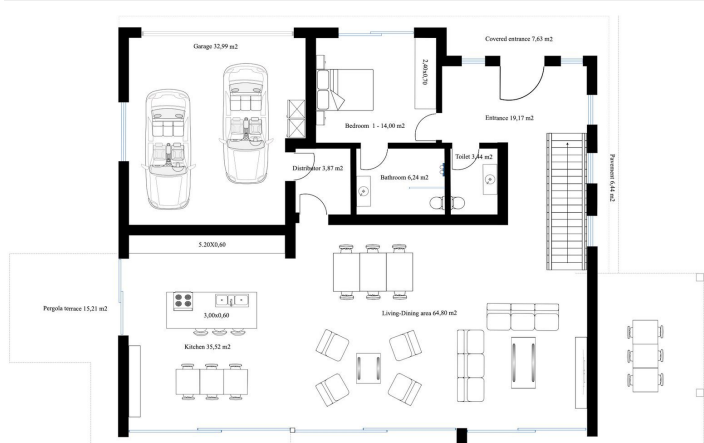 Covered entrance 7,63 m2
Garage 32,99 m2
2,40x0,70
Entrance 19,17 m2
Bedroom 1 - 14,00 m2
Toilet 3,44 m2
Distributor 3,87 m2
Bathroom 6,24 m2
Pavement 6,44 m2
5.20X0,60
Pergola terrace 15,21 m2
3,00x0,60
Living-Dining area 64,80 m2
Kitchen 35,52 m2